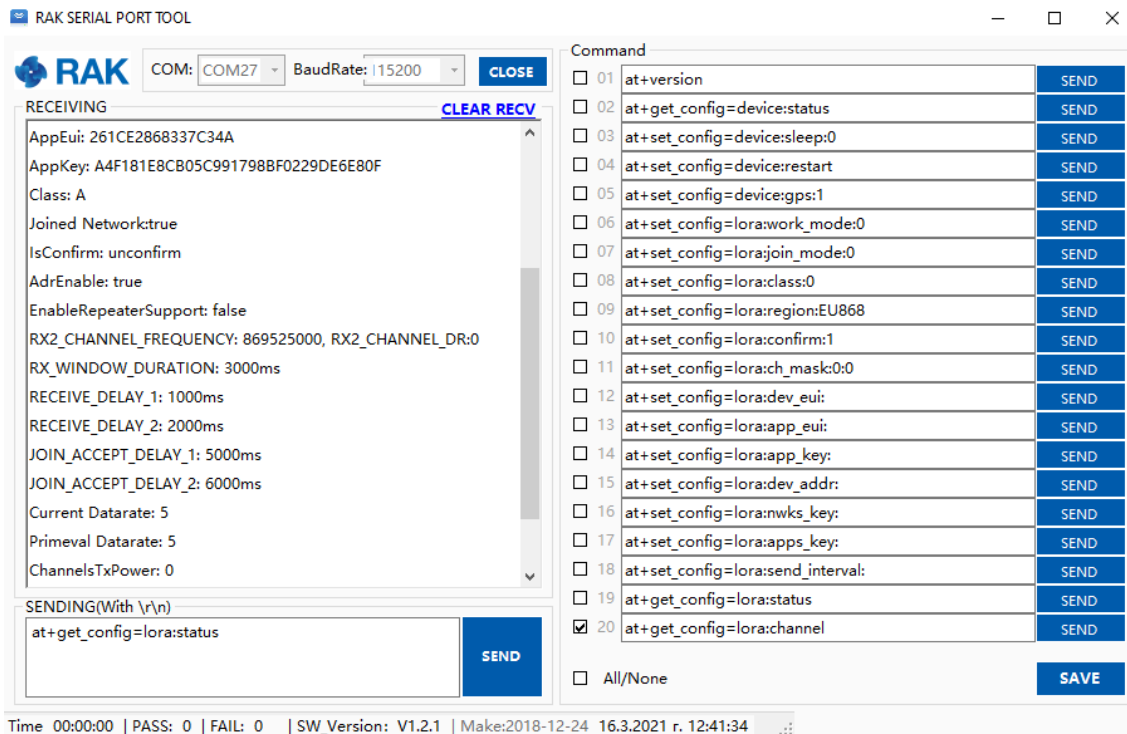 RAK SERIAL PORT TOOL
RAK COM: COM27 BaudRate: 115200 CLOSE
RECEIVING CLEAR RECV
AppEui: 261CE2868337C34A
AppKey: A4F181E8CB05C991798BF0229DE6E80F
Class: A
Joined Network:true
IsConfirm: unconfirm
AdrEnable: true
EnableRepeaterSupport: false
RX2_CHANNEL_FREQUENCY: 869525000, RX2_CHANNEL_DR:0
RX_WINDOW_DURATION: 3000ms
RECEIVE_DELAY_1: 1000ms
RECEIVE_DELAY_2: 2000ms
JOIN_ACCEPT_DELAY_1: 5000ms
JOIN_ACCEPT_DELAY_2: 6000ms
Current Datarate: 5
Primeval Datarate: 5
ChannelsTxPower: 0
SENDING(With \r\n)
at+get_config=lora:status
SEND
Command
01 at+version SEND
02 at+get_config=device:status SEND
03 at+set_config=device:sleep:0 SEND
04 at+set_config=device:restart SEND
05 at+set_config=device:gps:1 SEND
06 at+set_config=lora:work_mode:0 SEND
07 at+set_config=lora:join_mode:0 SEND
08 at+set_config=lora:class:0 SEND
09 at+set_config=lora:region:EU868 SEND
10 at+set_config=lora:confirm:1 SEND
11 at+set_config=lora:ch_mask:0:0 SEND
12 at+set_config=lora:dev_eui: SEND
13 at+set_config=lora:app_eui: SEND
14 at+set_config=lora:app_key: SEND
15 at+set_config=lora:dev_addr: SEND
16 at+set_config=lora:nwks_key: SEND
17 at+set_config=lora:apps_key: SEND
18 at+set_config=lora:send_interval: SEND
19 at+get_config=lora:status SEND
20 at+get_config=lora:channel SEND
All/None SAVE
Time 00:00:00 | PASS: 0 | FAIL: 0 | SW_Version: V1.2.1 | Make:2018-12-24 16.3.2021 г. 12:41:34